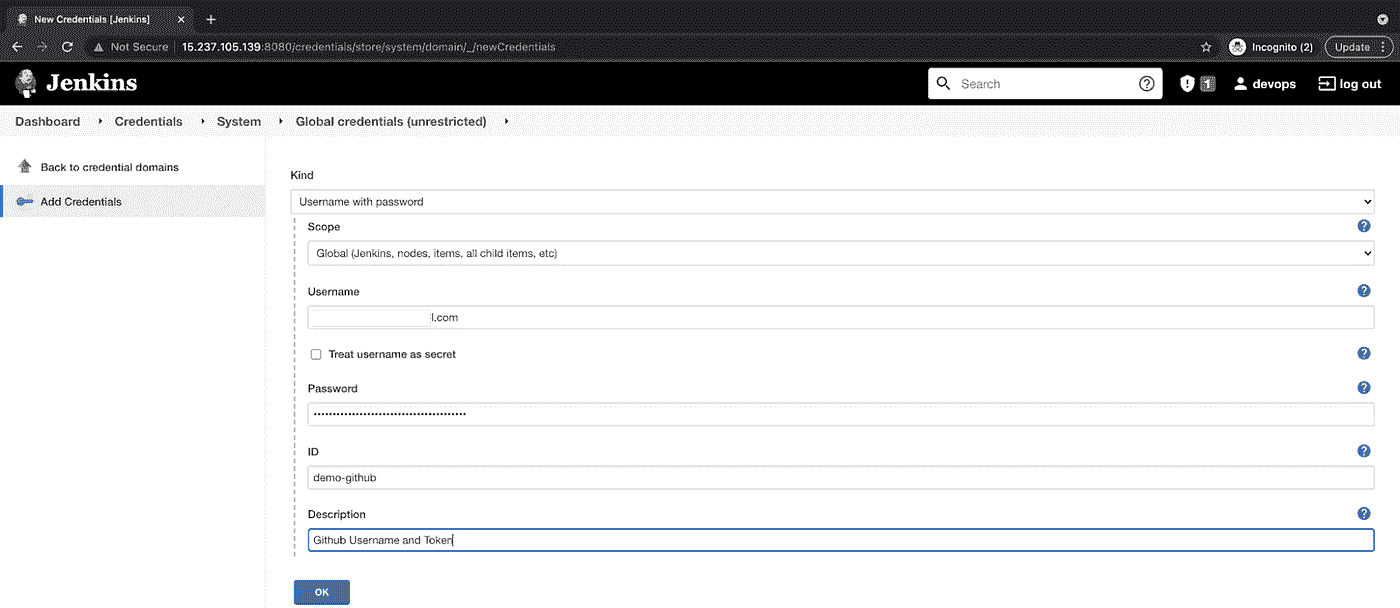 New Credentials [Jenkins]
Not Secure 15.237.105.139:8080/credentials/store/system/domain/_/newCredentials Incognito (2) Update
Jenkins Search 1 devops log out
Dashboard Credentials System Global credentials (unrestricted)
Back to credential domains
Add Credentials
Kind
Username with password
Scope
Global (Jenkins, nodes, items, all child items, etc)
Username
l.com
Treat username as secret
Password
ID
demo-github
Description
Github Username and Token
OK